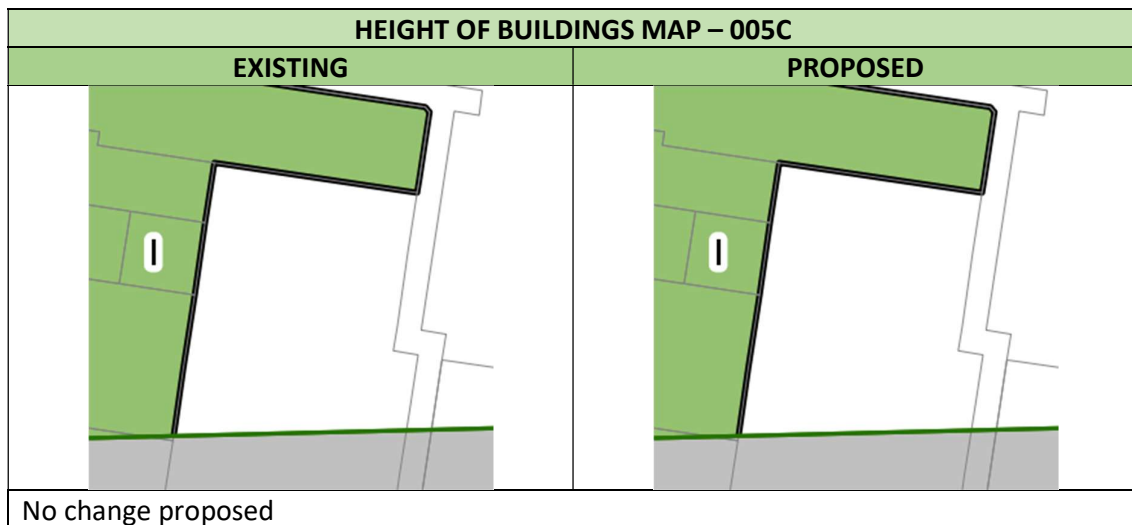 HEIGHT OF BUILDINGS MAP – 005C
EXISTING
PROPOSED
I
I
No change proposed